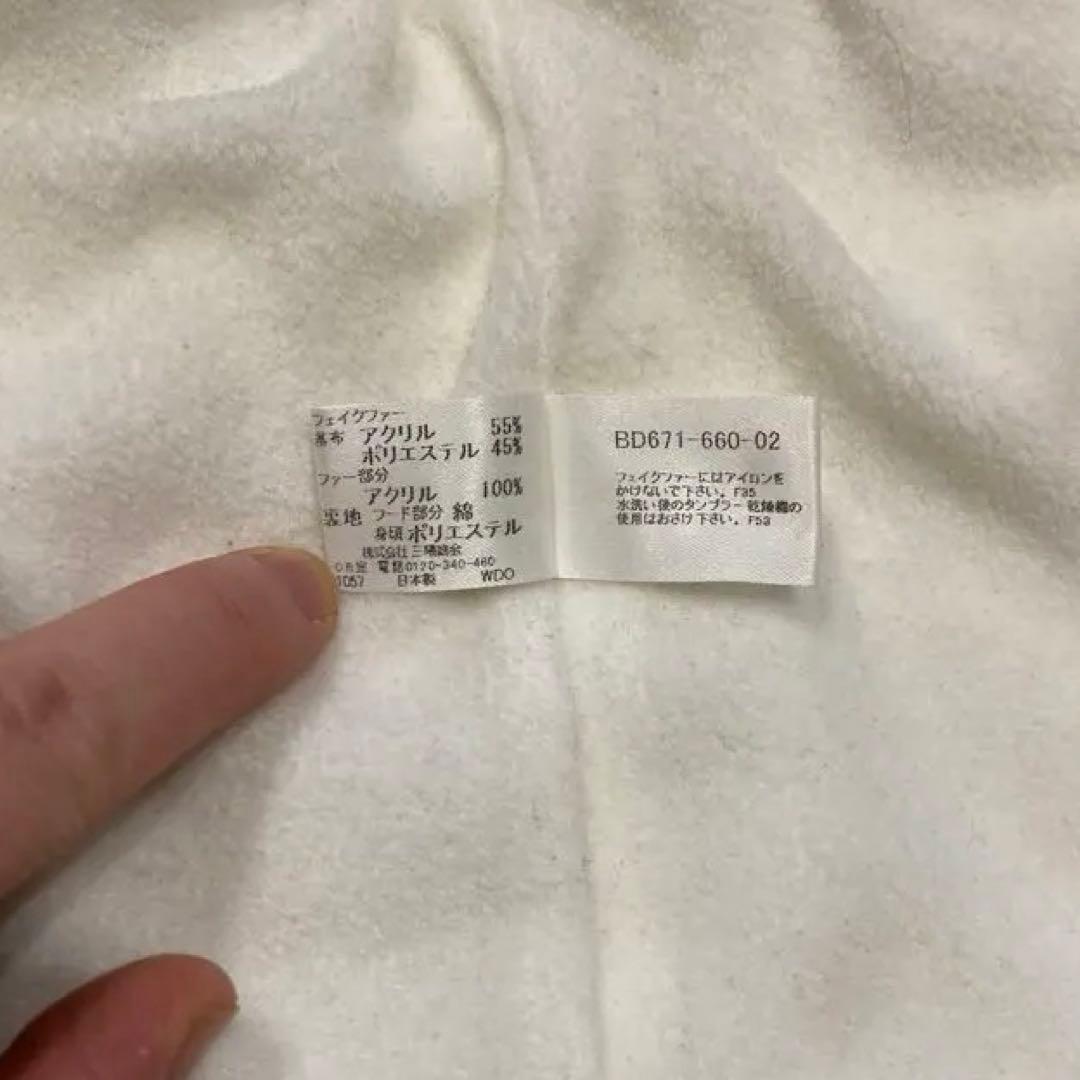 フェイクファー
基布 アクリル 55%
ポリエステル 45%
ファー部分
アクリル 100%
裏地 フード部分 綿
身頃 ポリエステル
株式会社 三陽商会
電話0120-340-460
1057 日本製 WDO
BD671-660-02
フェイクファーにはアイロンを
かけないで下さい。F35
水洗い後のタンブラー乾燥機の
使用はおさけ下さい。F53